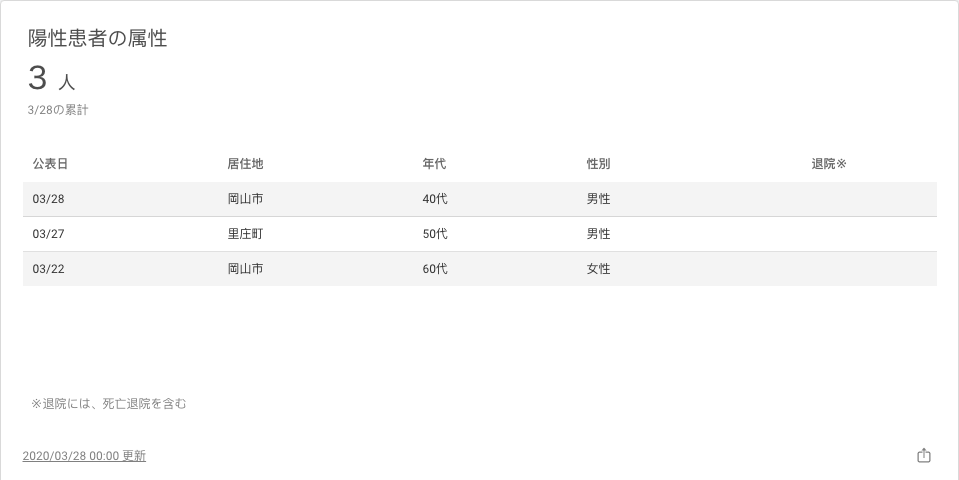 陽性患者の属性
3 人
3/28の累計
公表日 居住地 年代 性別 退院※
03/28 岡山市 40代 男性
03/27 里庄町 50代 男性
03/22 岡山市 60代 女性
※退院には、死亡退院を含む
2020/03/28 00:00 更新